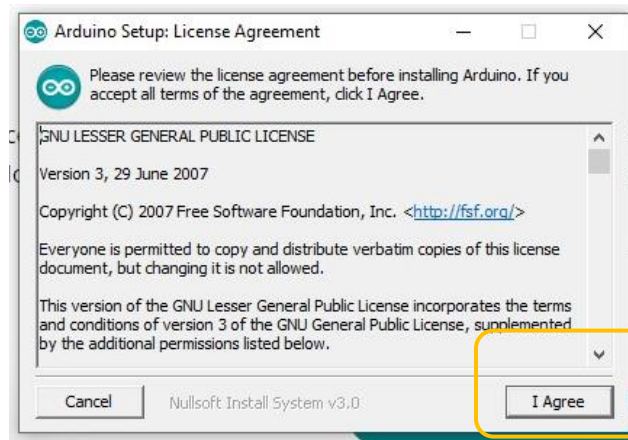 Arduino Setup: License Agreement
Please review the license agreement before installing Arduino. If you
accept all terms of the agreement, click I Agree.
GNU LESSER GENERAL PUBLIC LICENSE
Version 3, 29 June 2007
Copyright (C) 2007 Free Software Foundation, Inc. <http://fsf.org/>
Everyone is permitted to copy and distribute verbatim copies of this license
document, but changing it is not allowed.
This version of the GNU Lesser General Public License incorporates the terms
and conditions of version 3 of the GNU General Public License, supplemented
by the additional permissions listed below.
Cancel
Nullsoft Install System v3.0
I Agree